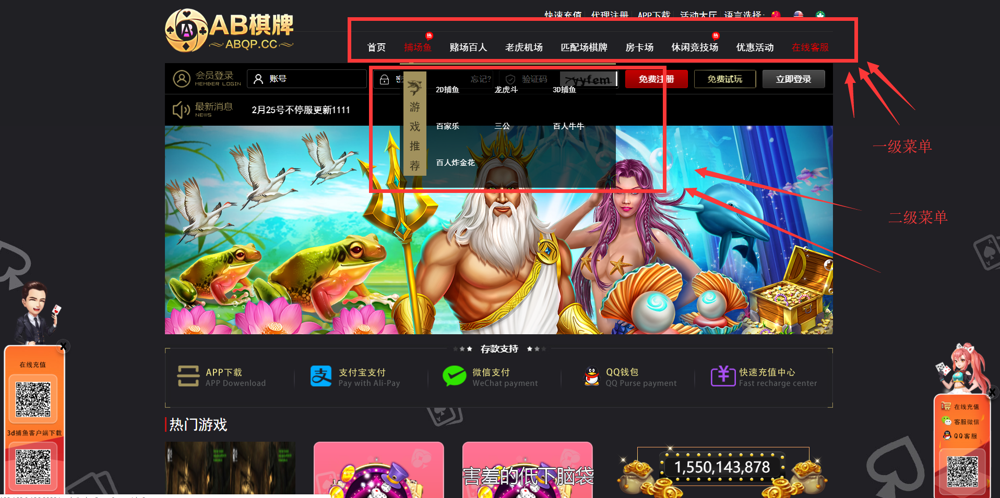 AB棋牌
ABQP.CC
快速充值 代理注册 APP下载 活动大厅 语言选择:
首页 捕场鱼 热 赌场百人 老虎机场 匹配场棋牌 房卡场 休闲竞技场 热 优惠活动 在线客服
会员登录
MEMBER LOGIN
账号
忘记?
验证码
yyfem
免费注册
免费试玩
立即登录
最新消息
NEWS
2月25号不停服更新1111
游戏推荐
2D捕鱼 龙虎斗 3D捕鱼
百家乐 三公 百人牛牛
百人炸金花
一级菜单
二级菜单
存款支持
APP下载
APP Dowenload
支付宝支付
Pay with Ali-Pay
微信支付
WeChat payment
QQ钱包
QQ Purse payment
快速充值中心
Fast recharge center
热门游戏
害羞的低下脑袋
1,550,143,878
X
在线充值
3d捕鱼客户端下载
X
在线充值
客服微信
QQ客服